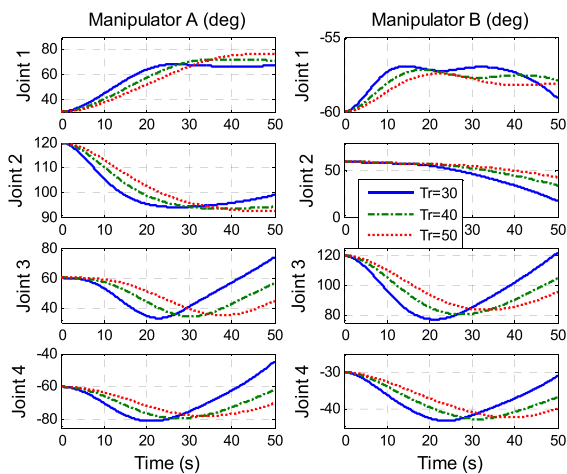 Manipulator A (deg)
Manipulator B (deg)
Joint 1
80
60
40
0 10 20 30 40 50
Joint 1
-55
-60
0 10 20 30 40 50
Joint 2
120
110
100
90
0 10 20 30 40 50
Joint 2
50
0
0 10 20 30 40 50
Tr=30
Tr=40
Tr=50
Joint 3
80
60
40
0 10 20 30 40 50
Joint 3
120
100
80
0 10 20 30 40 50
Joint 4
-40
-60
-80
0 10 20 30 40 50
Time (s)
Joint 4
-30
-40
0 10 20 30 40 50
Time (s)